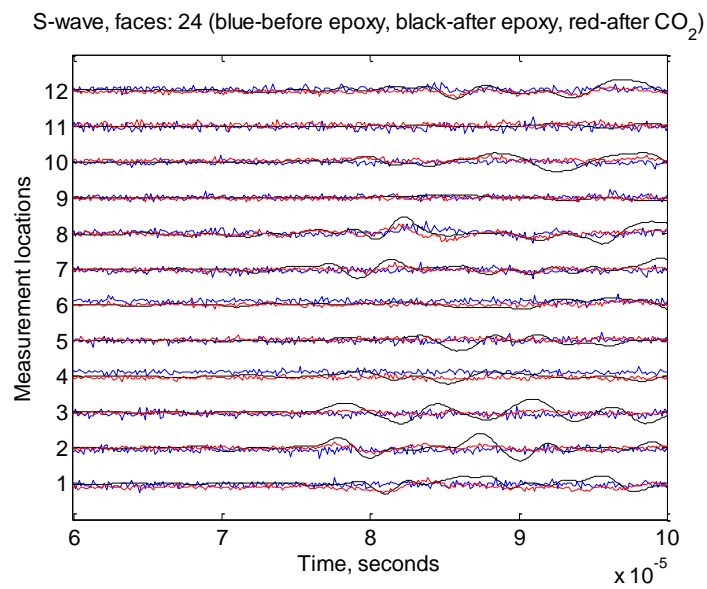 S-wave, faces: 24 (blue-before epoxy, black-after epoxy, red-after CO2)
12
11
10
9
8
7
6
5
4
3
2
1
Measurement locations
6 7 8 9 10
Time, seconds
x 10-5